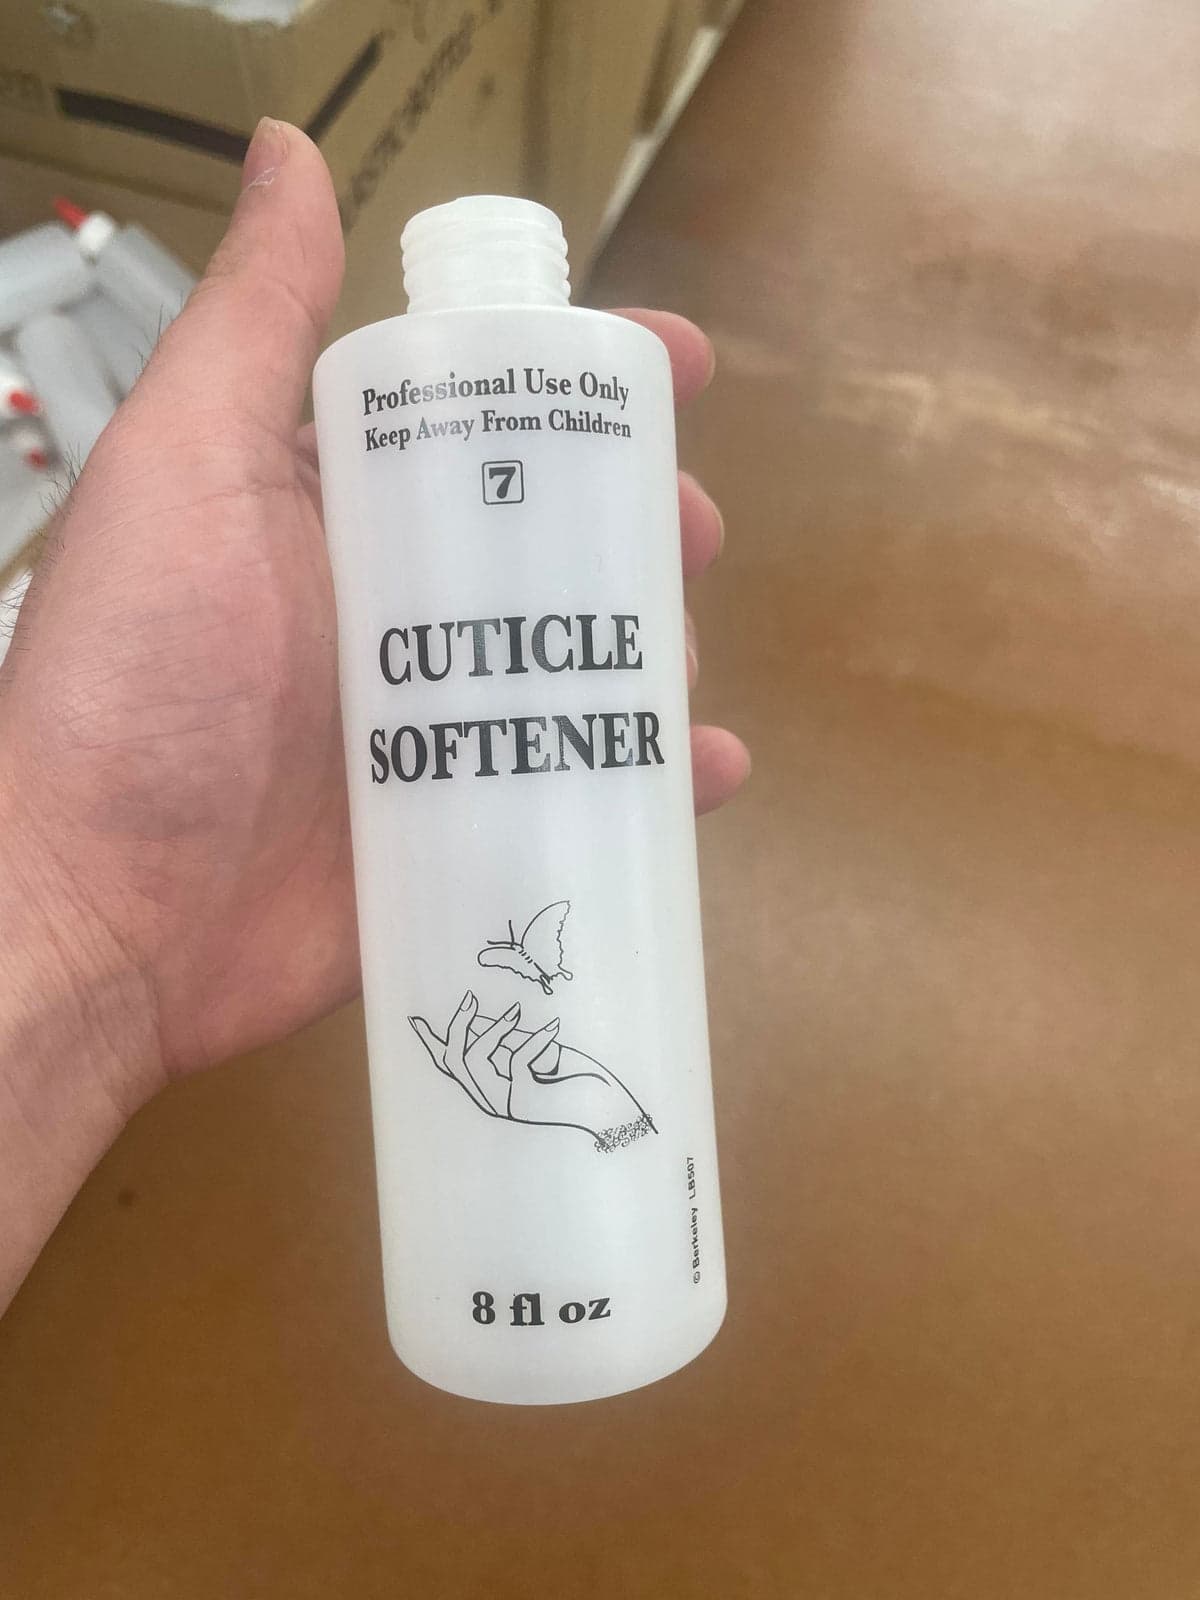 Professional Use Only
Keep Away From Children
7
CUTICLE
SOFTENER
© Berkeley LB507
8 fl oz